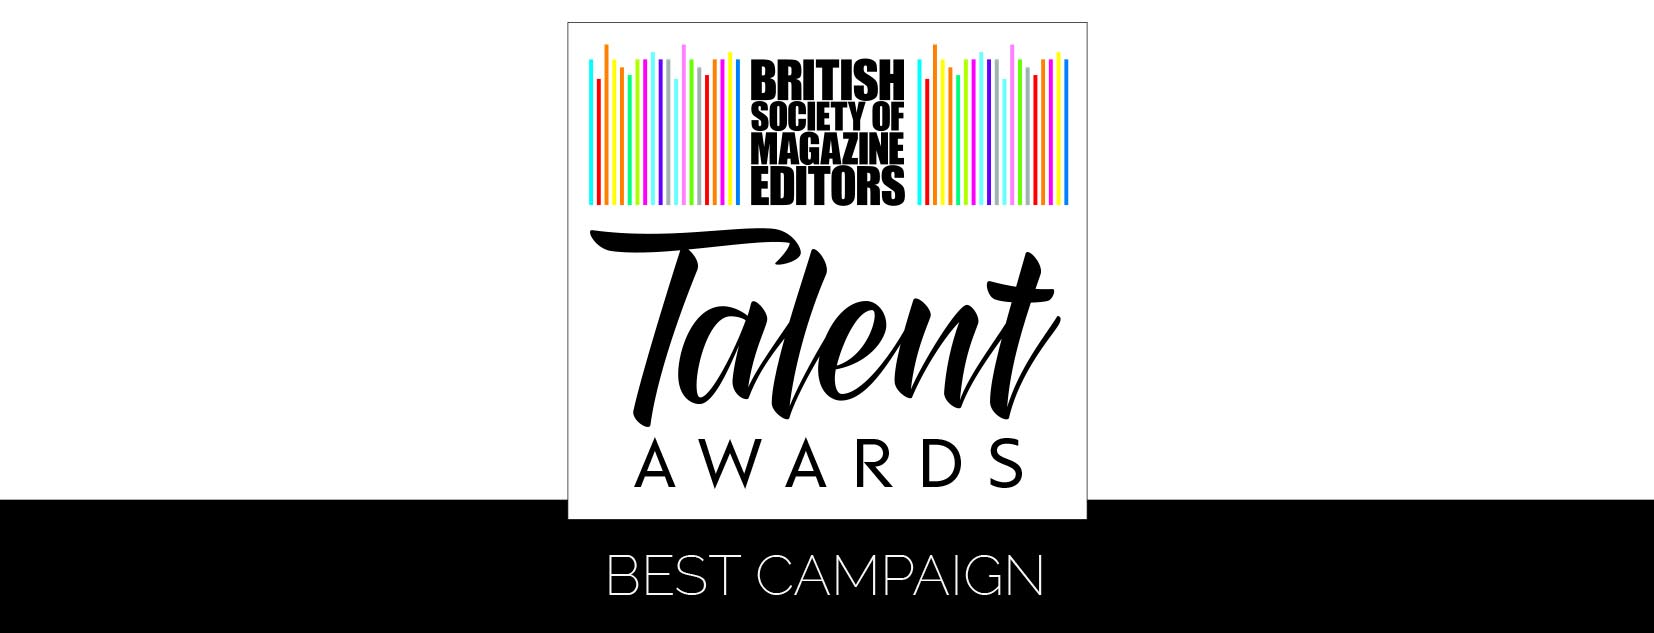 BRITISH
SOCIETY OF
MAGAZINE
EDITORS
Talent
AWARDS
BEST CAMPAIGN